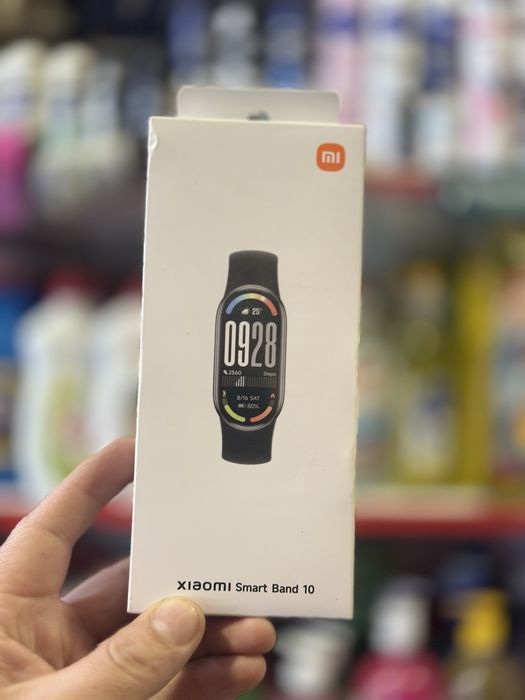 mi
25°
0928
2560 Steps
8/16 SAT
80%
xiaomi Smart Band 10